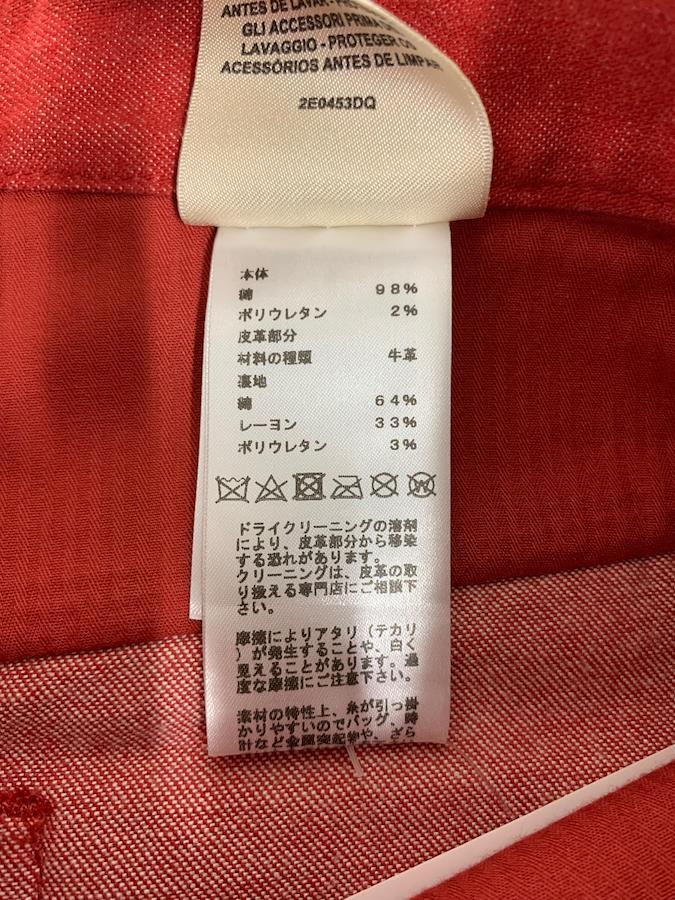 ANTES DE LAVAR - PRO
GLI ACCESSORI PRIMA DE
LAVAGGIO - PROTEGER OS
ACESSÓRIOS ANTES DE LIMPAR
2E0453DQ
本体
綿 98%
ポリウレタン 2%
皮革部分
材料の種類 牛革
裏地
綿 64%
レーヨン 33%
ポリウレタン 3%
ドライクリーニングの溶剤
により、皮革部分から移染
する恐れがあります。
クリーニングは、皮革の取
り扱える専門店にご相談下
さい。
摩擦によりアタリ(テカリ
)が発生することや、白く
見えることがあります。過
度な摩擦にご注意下さい。
素材の特性上、糸が引っ掛
かりやすいのでバッグ、時
計など金属突起物や、ざら